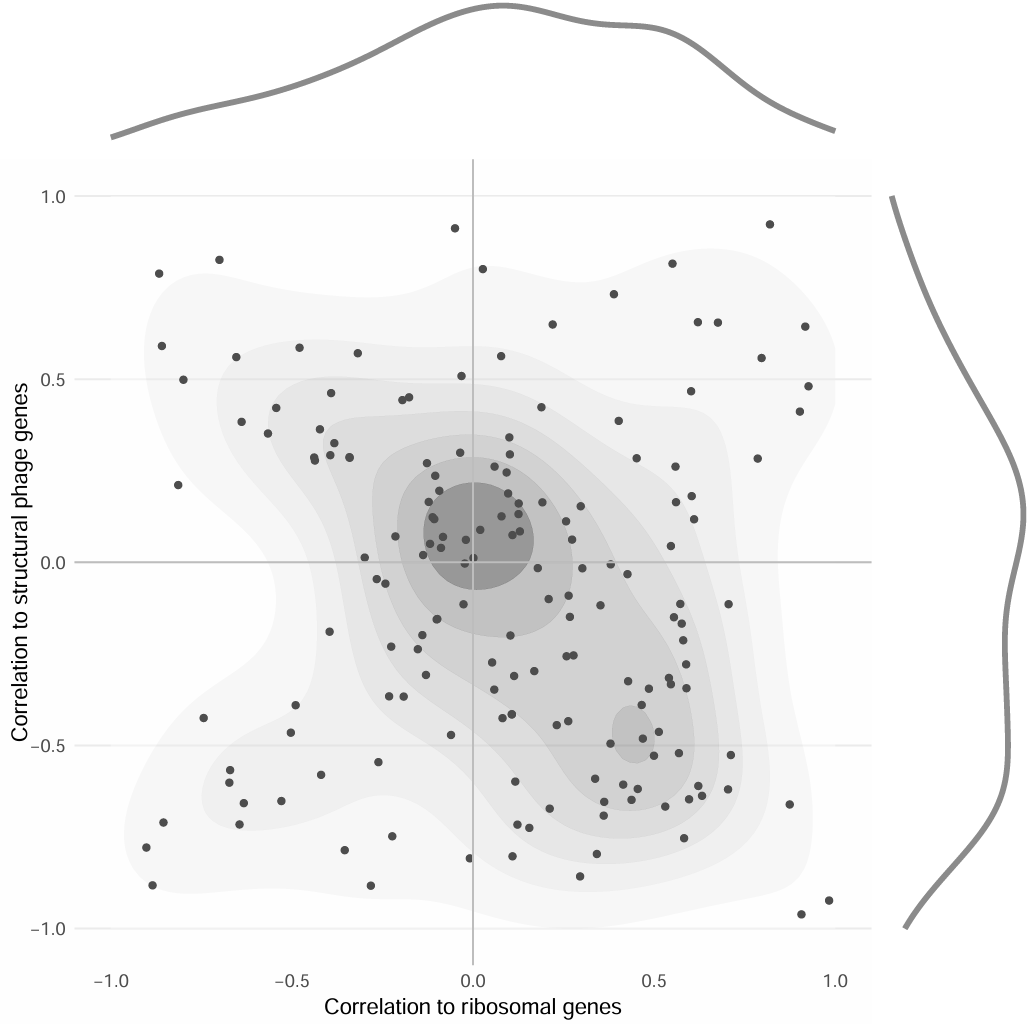 1.0
0.5
0.0
−0.5
−1.0
Correlation to structural phage genes
−1.0 −0.5 0.0 0.5 1.0
Correlation to ribosomal genes